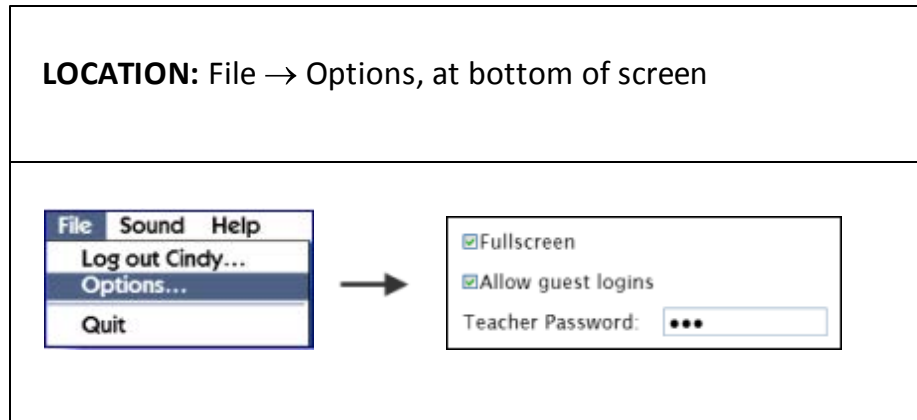 LOCATION: File → Options, at bottom of screen
File Sound Help
Log out Cindy...
Options...
Quit
Fullscreen
Allow guest logins
Teacher Password: •••